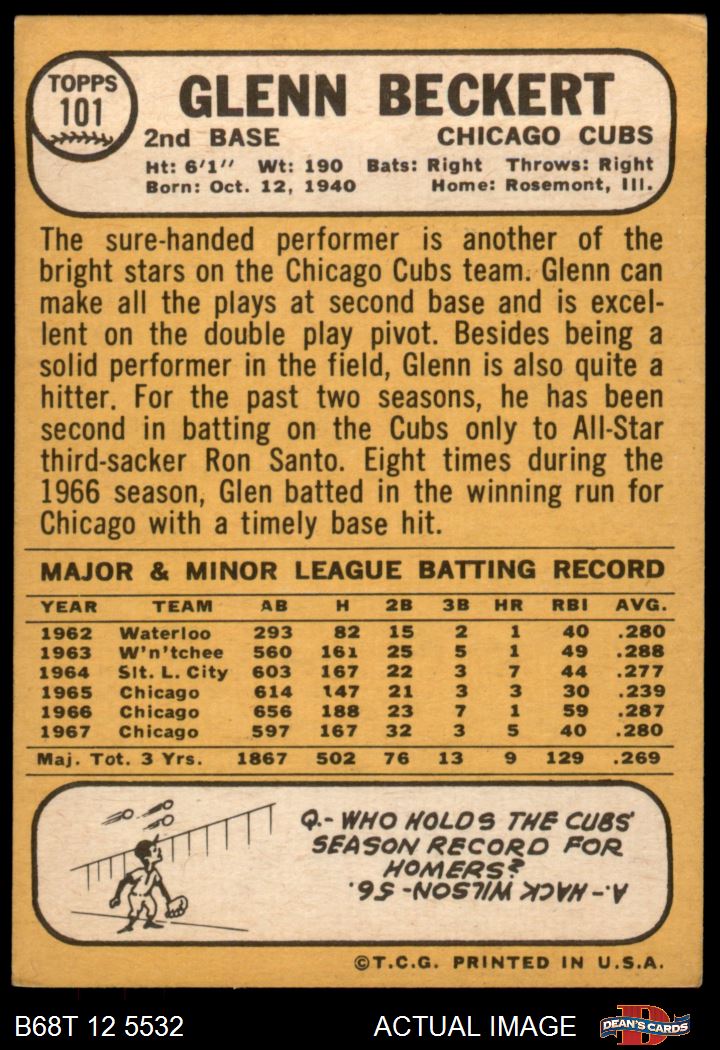 TOPPS
101
GLENN BECKERT
2nd BASE CHICAGO CUBS
Ht: 6'1" Wt: 190 Bats: Right Throws: Right
Born: Oct. 12, 1940 Home: Rosemont, Ill.
The sure-handed performer is another of the
bright stars on the Chicago Cubs team. Glenn can
make all the plays at second base and is excel-
lent on the double play pivot. Besides being a
solid performer in the field, Glenn is also quite a
hitter. For the past two seasons, he has been
second in batting on the Cubs only to All-Star
third-sacker Ron Santo. Eight times during the
1966 season, Glen batted in the winning run for
Chicago with a timely base hit.
MAJOR & MINOR LEAGUE BATTING RECORD
YEAR TEAM AB H 2B 3B HR RBI AVG.
1962 Waterloo 293 82 15 2 1 40 .280
1963 W'n'tchee 560 161 25 5 1 49 .288
1964 Slt. L. City 603 167 22 3 7 44 .277
1965 Chicago 614 147 21 3 3 30 .239
1966 Chicago 656 188 23 7 1 59 .287
1967 Chicago 597 167 32 3 5 40 .280
Maj. Tot. 3 Yrs. 1867 502 76 13 9 129 .269
Q.- WHO HOLDS THE CUBS'
SEASON RECORD FOR
HOMERS?
A.- HACK WILSON-56.
©T.C.G. PRINTED IN U.S.A.
B68T 12 5532 ACTUAL IMAGE D DEAN'S CARDS